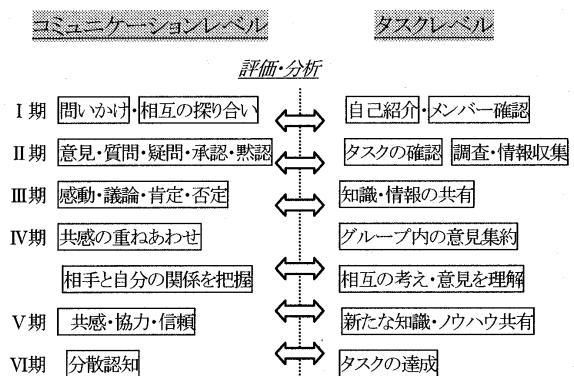 コミュニケーションレベル タスクレベル
評価・分析
Ⅰ期 問いかけ・相互の探り合い 自己紹介・メンバー確認
Ⅱ期 意見・質問・疑問・承認・黙認 タスクの確認 調査・情報収集
Ⅲ期 感動・議論・肯定・否定 知識・情報の共有
Ⅳ期 共感の重ねあわせ グループ内の意見集約
相手と自分の関係を把握 相互の考え・意見を理解
Ⅴ期 共感・協力・信頼 新たな知識・ノウハウ共有
Ⅵ期 分散認知 タスクの達成